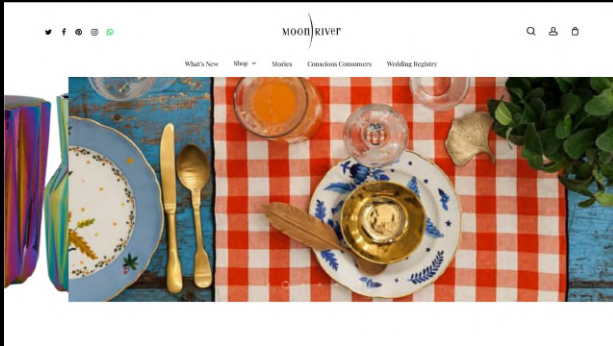 MOON RIVER
What's New
Shop
Stories
Conscious Consumers
Wedding Registry